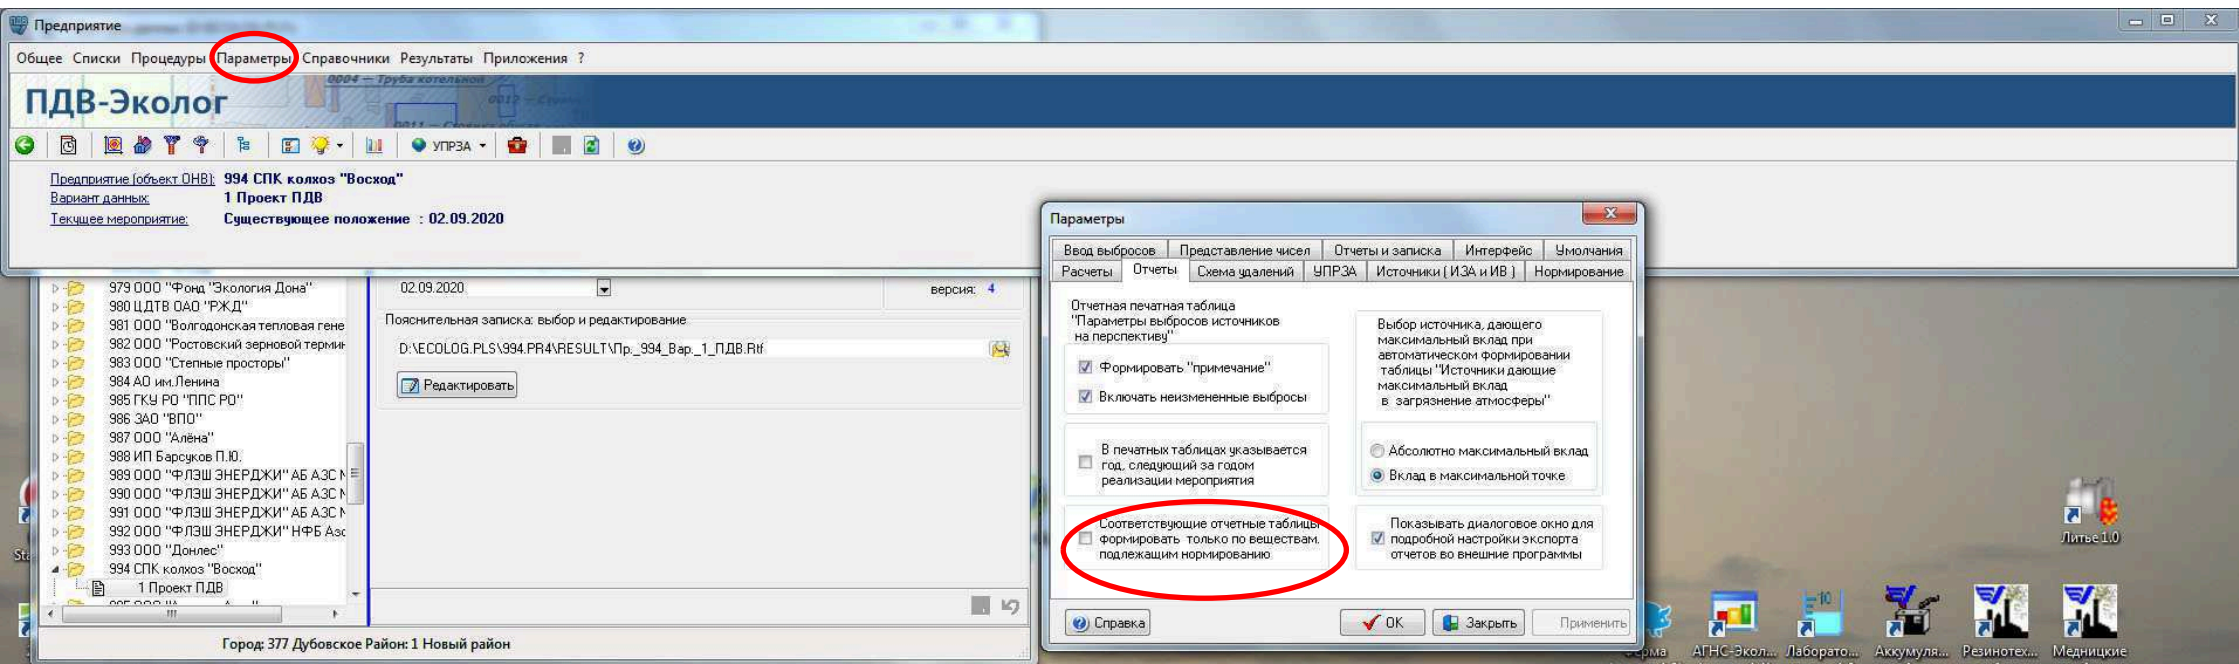 Предприятие
Общее Списки Процедуры Параметры Справочники Результаты Приложения ?
0004 — Труба котельной
ПДВ-Эколог
0012
0011
УПРЗА
Предприятие (объект ОНВ): 994 СПК колхоз "Восход"
Вариант данных: 1 Проект ПДВ
Текущее мероприятие: Существующее положение : 02.09.2020
979 ООО "Фонд "Экология Дона"
980 ЦДТВ ОАО "РЖД"
981 ООО "Волгодонская тепловая гене
982 ООО "Ростовский зерновой термин
983 ООО "Степные просторы"
984 АО им.Ленина
985 ГКУ РО "ППС РО"
986 ЗАО "ВПО"
987 ООО "Алёна"
988 ИП Барсуков П.Ю.
989 ООО "ФЛЭШ ЭНЕРДЖИ" АБ АЗС №
990 ООО "ФЛЭШ ЭНЕРДЖИ" АБ АЗС №
991 ООО "ФЛЭШ ЭНЕРДЖИ" АБ АЗС №
992 ООО "ФЛЭШ ЭНЕРДЖИ" НФБ Азс
993 ООО "Донлес"
994 СПК колхоз "Восход"
1 Проект ПДВ
02.09.2020
версия: 4
Пояснительная записка: выбор и редактирование
D:\ECOLOG.PLS\994.PR4\RESULT\Пр._994_Вар._1_ПДВ.Rtf
Редактировать
Город: 377 Дубовское Район: 1 Новый район
Параметры
Ввод выбросов Представление чисел Отчеты и записка Интерфейс Умолчания
Расчеты Отчеты Схема удалений УПРЗА Источники ( ИЗА и ИВ ) Нормирование
Отчетная печатная таблица
"Параметры выбросов источников
на перспективу"
Формировать "примечание"
Включать неизмененные выбросы
В печатных таблицах указывается
год, следующий за годом
реализации мероприятия
Соответствующие отчетные таблицы
формировать только по веществам,
подлежащим нормированию
Выбор источника, дающего
максимальный вклад при
автоматическом формировании
таблицы "Источники дающие
максимальный вклад
в загрязнение атмосферы"
Абсолютно максимальный вклад
Вклад в максимальной точке
Показывать диалоговое окно для
подробной настройки экспорта
отчетов во внешние программы
Справка
OK
Закрыть
Применить
Литье 1.0
АГНС-Экол... Лаборато... Аккумуля... Резинотех... Медницкие